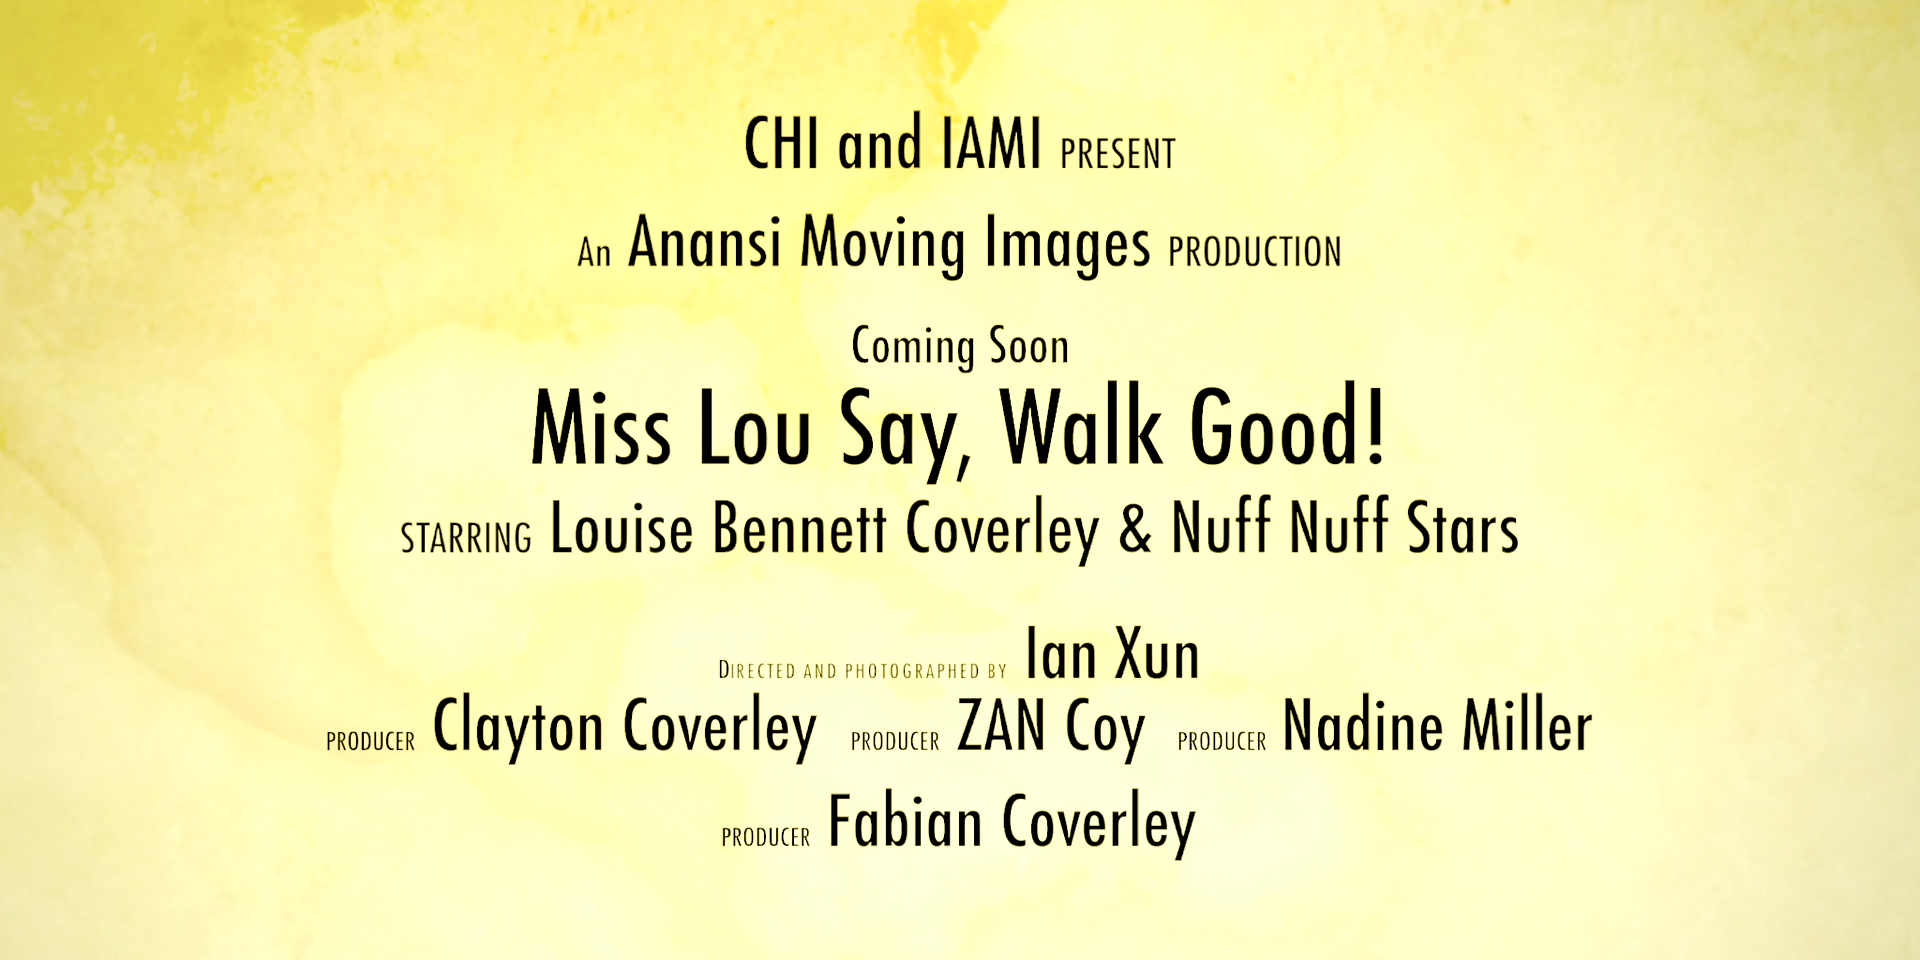 CHI and IAMI PRESENT
An Anansi Moving Images PRODUCTION
Coming Soon
Miss Lou Say, Walk Good!
STARRING Louise Bennett Coverley & Nuff Nuff Stars
DIRECTED AND PHOTOGRAPHED BY Ian Xun
PRODUCER Clayton Coverley PRODUCER ZAN Coy PRODUCER Nadine Miller
PRODUCER Fabian Coverley